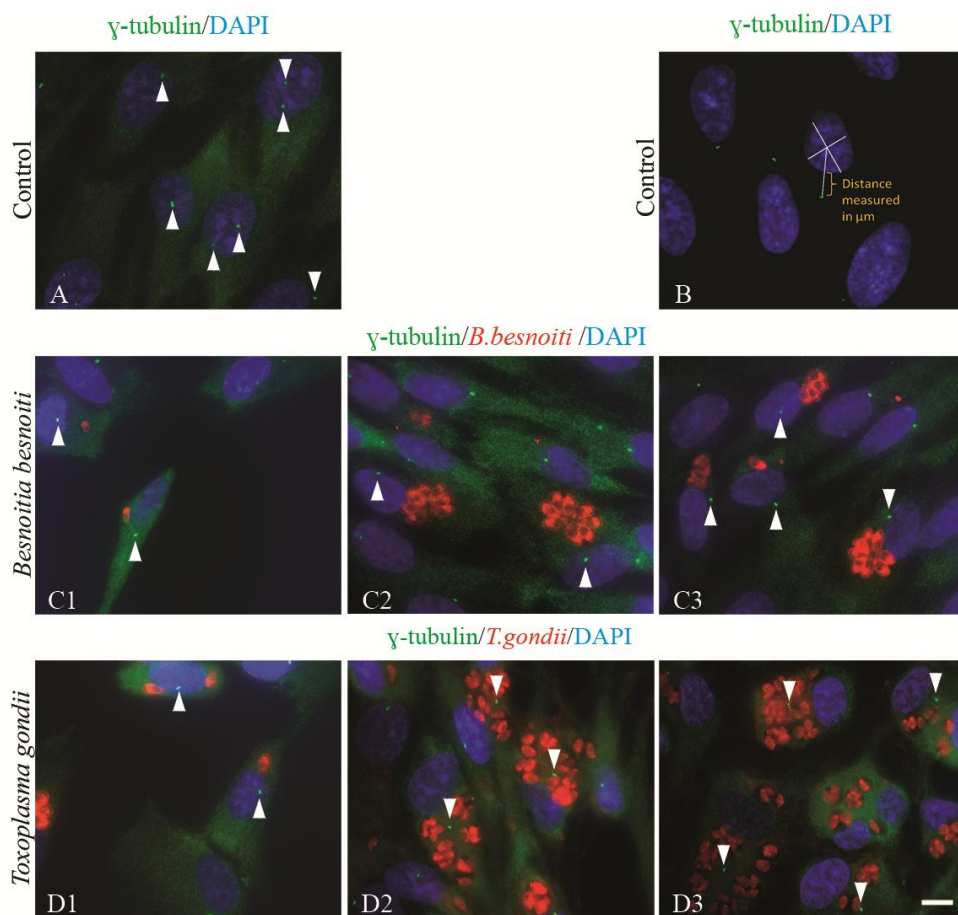 ɣ-tubulin/DAPI
ɣ-tubulin/DAPI
Control
A
Control
Distance
measured
in µm
B
ɣ-tubulin/B.besnoiti /DAPI
Besnoitia besnoiti
C1
C2
C3
ɣ-tubulin/T.gondii/DAPI
Toxoplasma gondii
D1
D2
D3